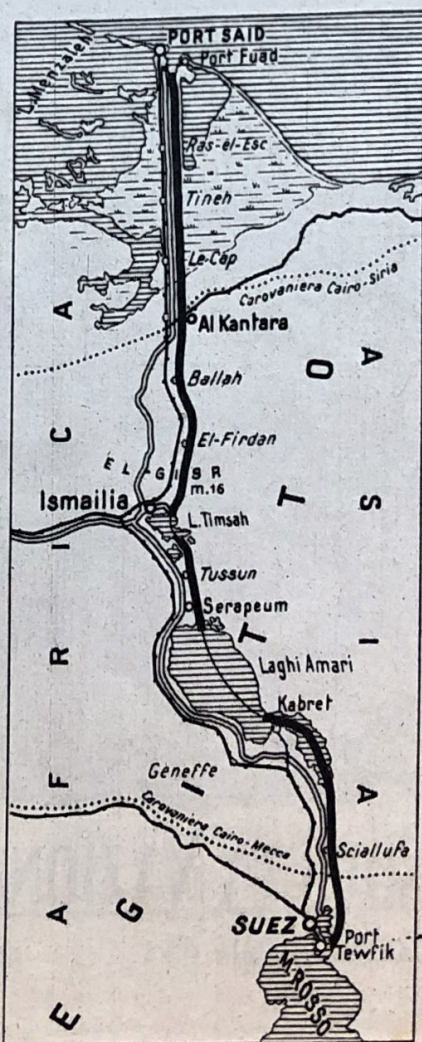 PORT SAID
Port Fuad
L. Menzaleh
Ras-el-Esc
Tineh
Le-Cap
Carovaniera Cairo-Siria
Al Kantara
Ballah
El-Firdan
EL-GISR
m.16
Ismailia
L.Timsah
Tussun
Serapeum
Laghi Amari
Kabret
Geneffe
Carovaniera Cairo-Mecca
Sciallufa
SUEZ
Port
Tewfik
M.ROSSO
AFRICA
ASIA
EGITTO